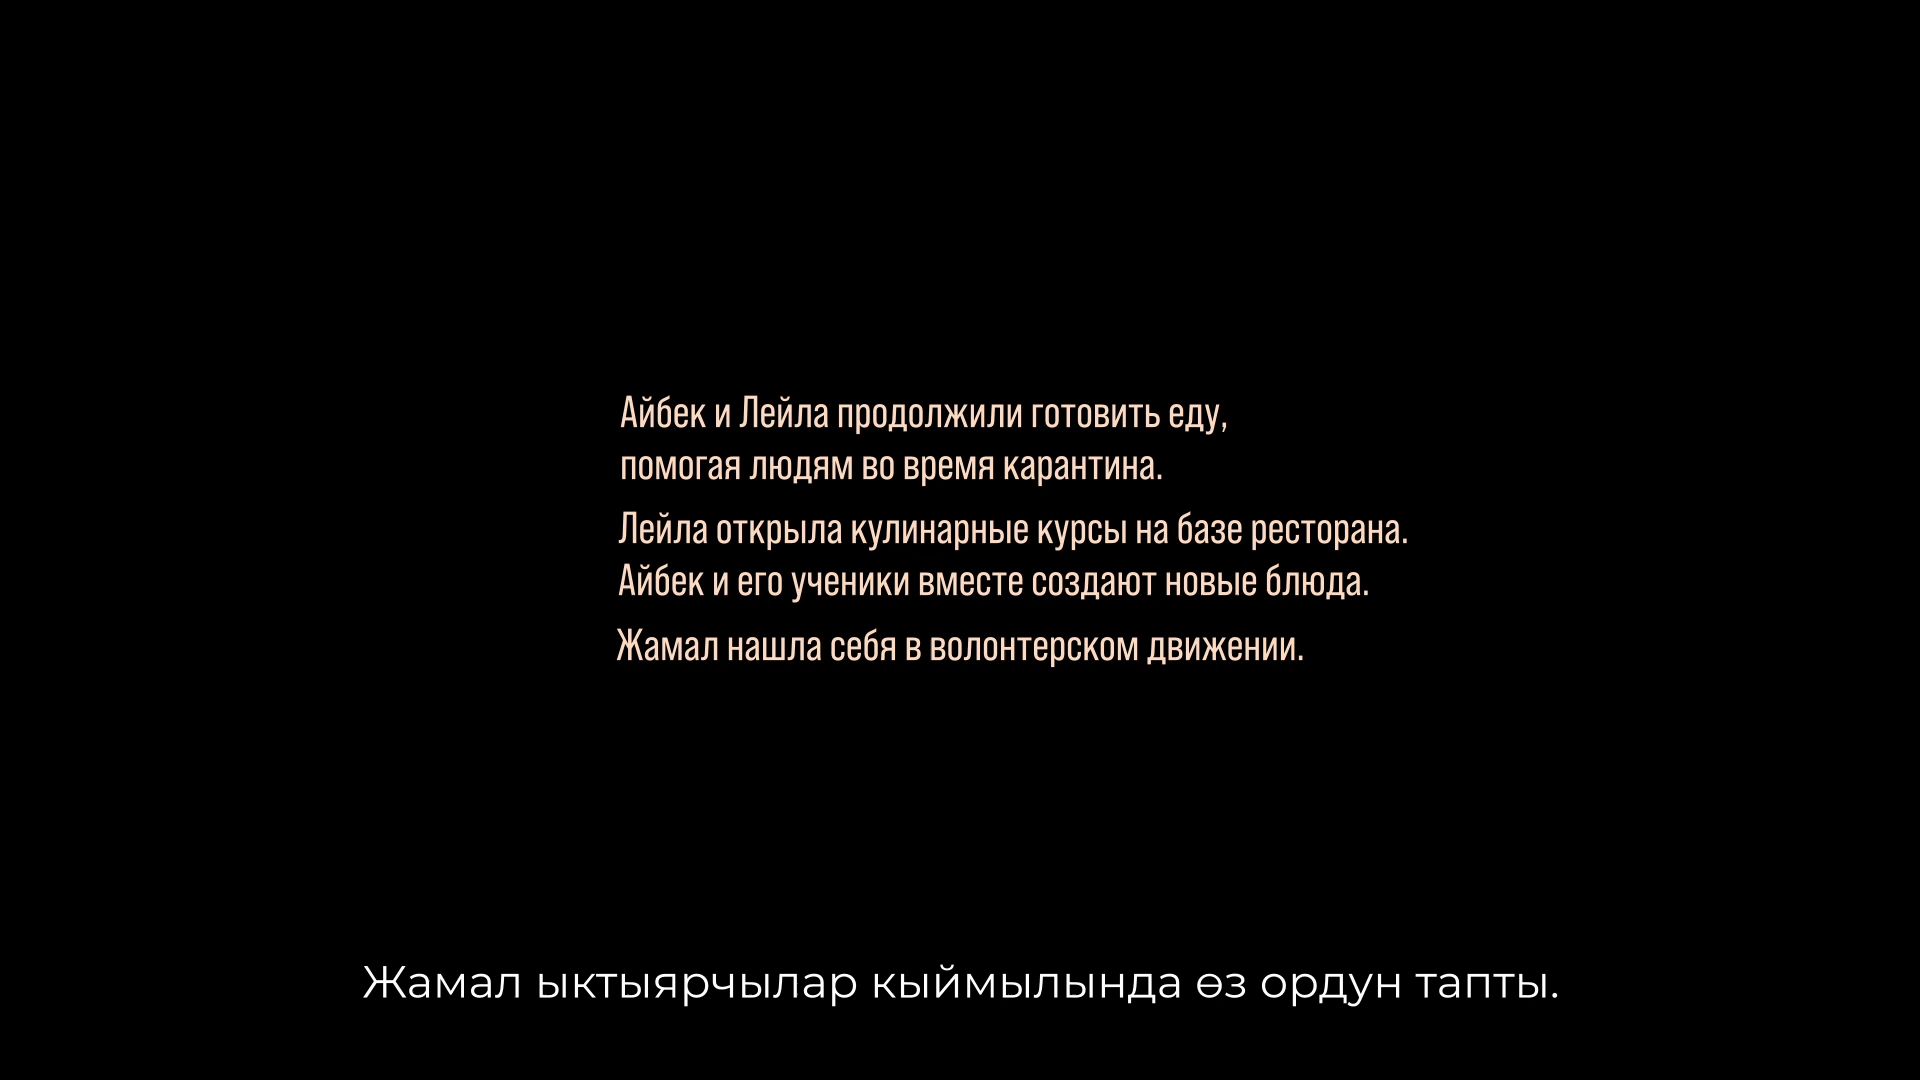 Айбек и Лейла продолжили готовить еду,
помогая людям во время карантина.
Лейла открыла кулинарные курсы на базе ресторана.
Айбек и его ученики вместе создают новые блюда.
Жамал нашла себя в волонтерском движении.
Жамал ыктыярчылар кыймылында өз ордун тапты.